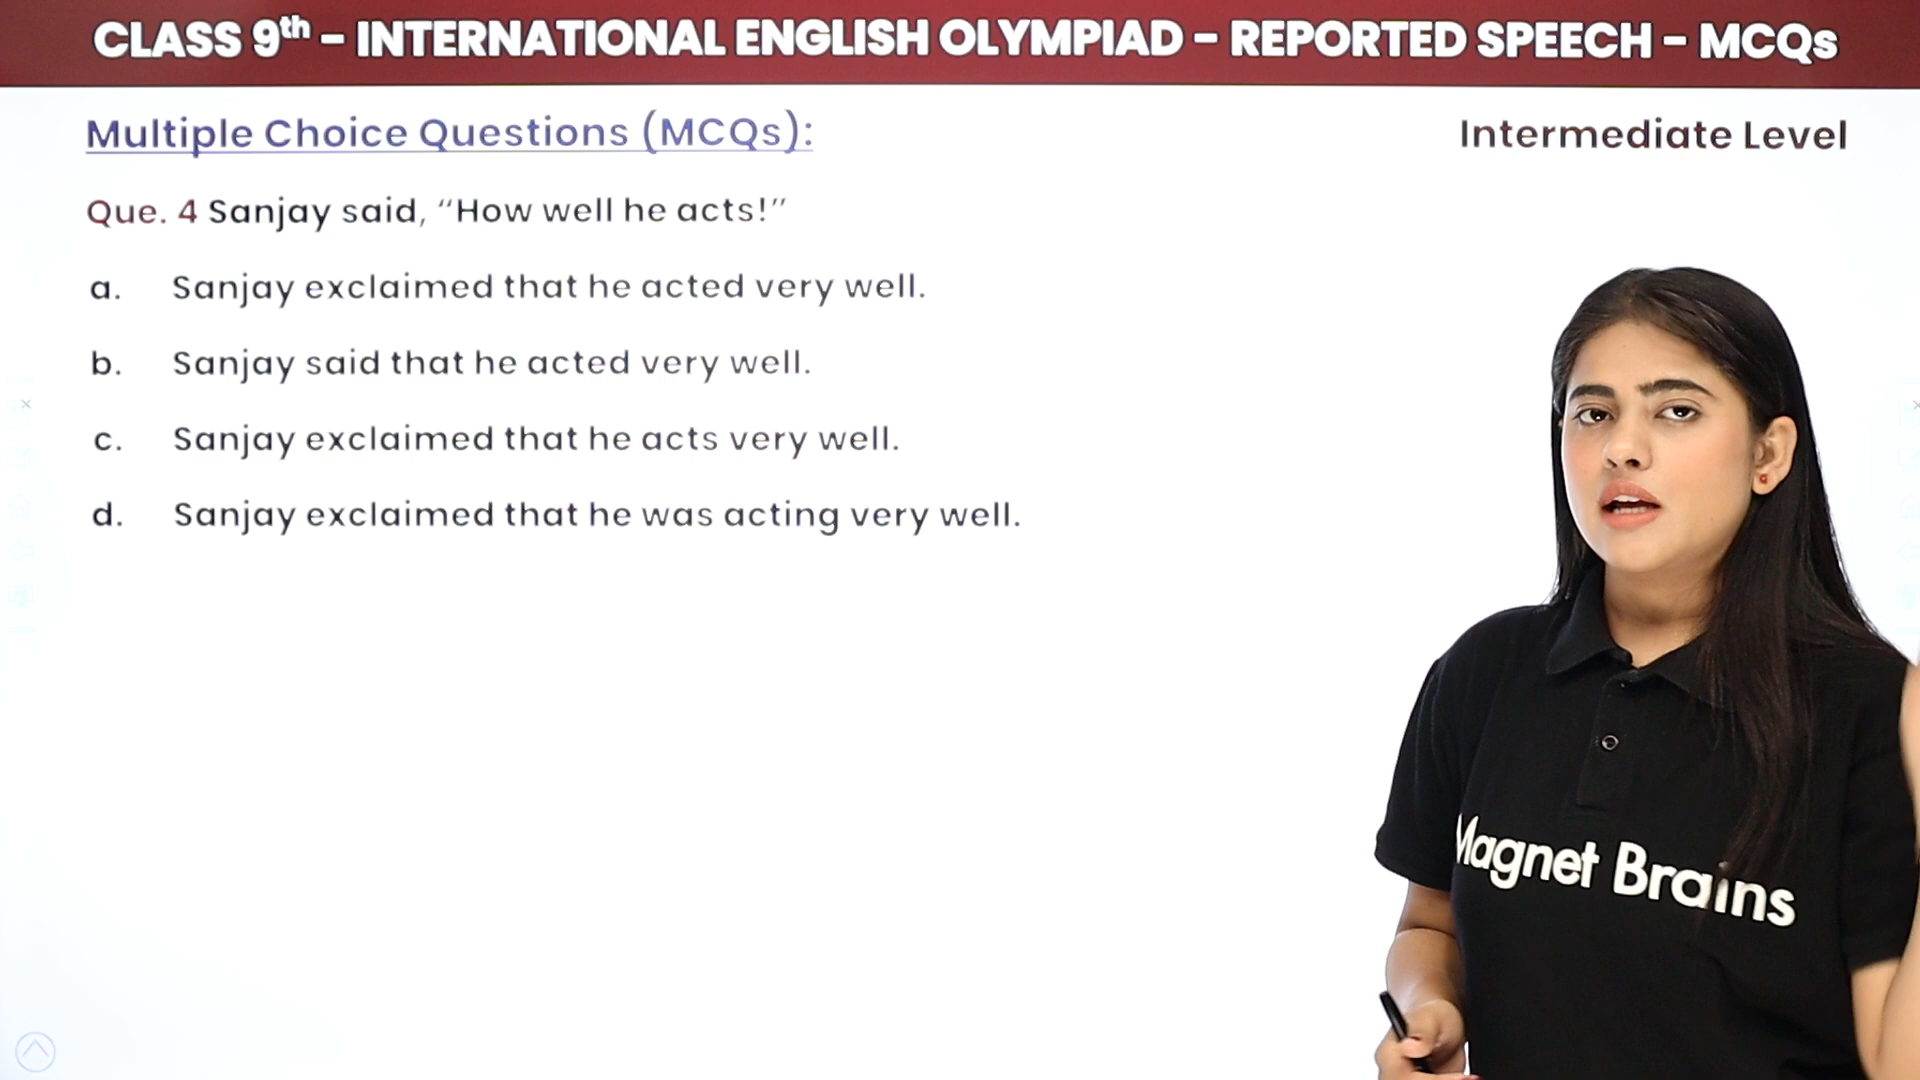 CLASS 9th - INTERNATIONAL ENGLISH OLYMPIAD - REPORTED SPEECH - MCQs
Multiple Choice Questions (MCQs):
Intermediate Level
Que. 4 Sanjay said, “How well he acts!”
a. Sanjay exclaimed that he acted very well.
b. Sanjay said that he acted very well.
c. Sanjay exclaimed that he acts very well.
d. Sanjay exclaimed that he was acting very well.
Magnet Brains